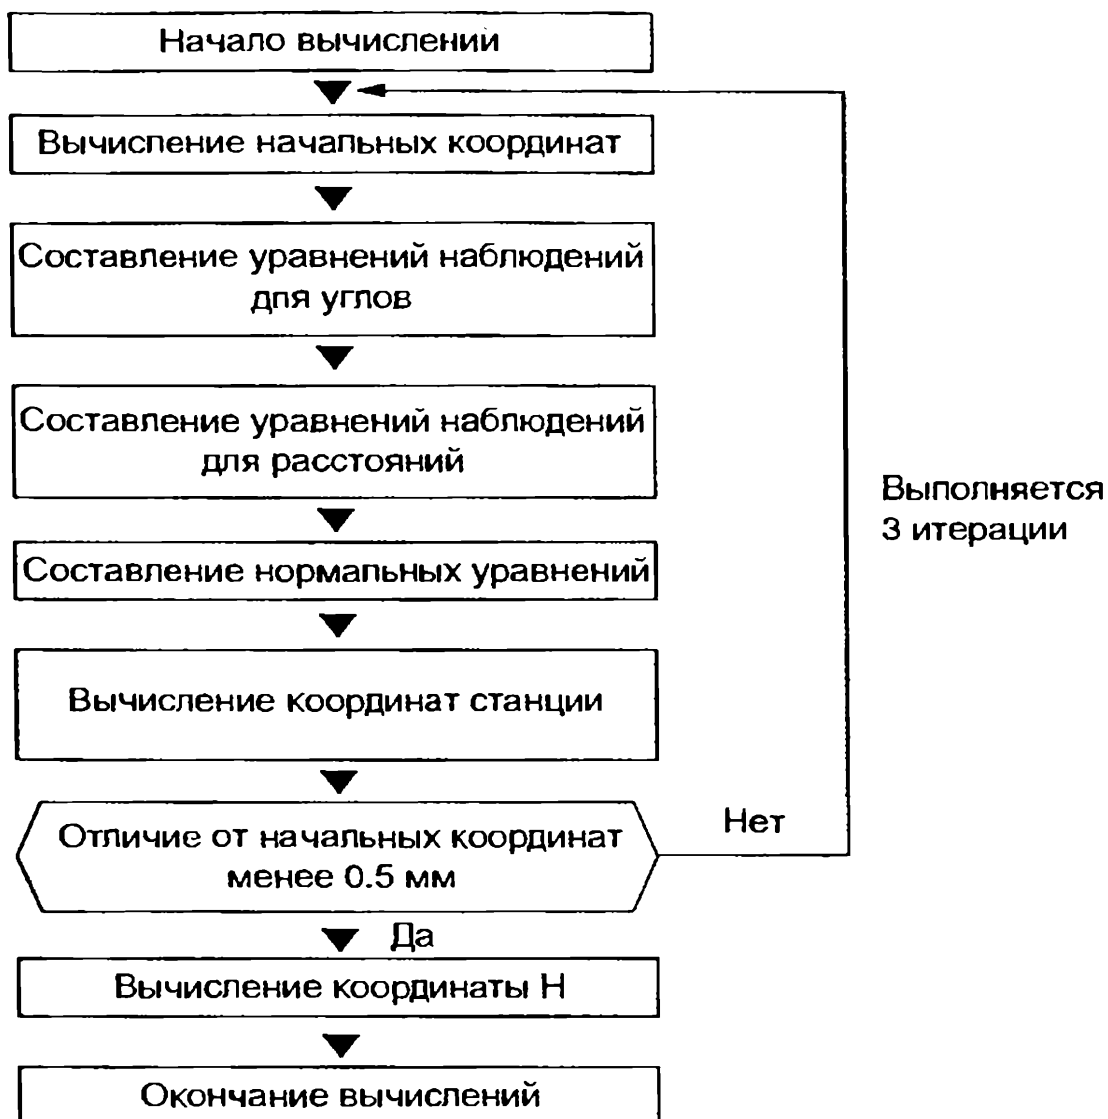 Начало вычислений
Вычисление начальных координат
Составление уравнений наблюдений
для углов
Составление уравнений наблюдений
для расстояний
Выполняется
3 итерации
Составление нормальных уравнений
Вычисление координат станции
Отличие от начальных координат
менее 0.5 мм
Нет
Да
Вычисление координаты Н
Окончание вычислений